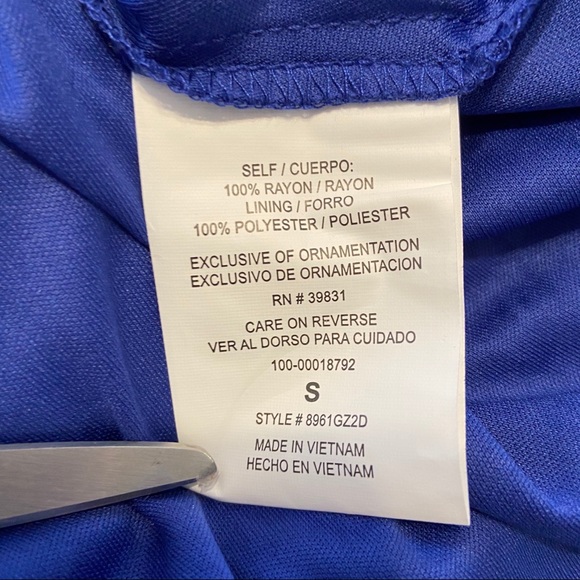 SELF / CUERPO:
100% RAYON / RAYON
LINING / FORRO
100% POLYESTER / POLIESTER
EXCLUSIVE OF ORNAMENTATION
EXCLUSIVO DE ORNAMENTACION
RN # 39831
CARE ON REVERSE
VER AL DORSO PARA CUIDADO
100-00018792
S
STYLE # 8961GZ2D
MADE IN VIETNAM
HECHO EN VIETNAM